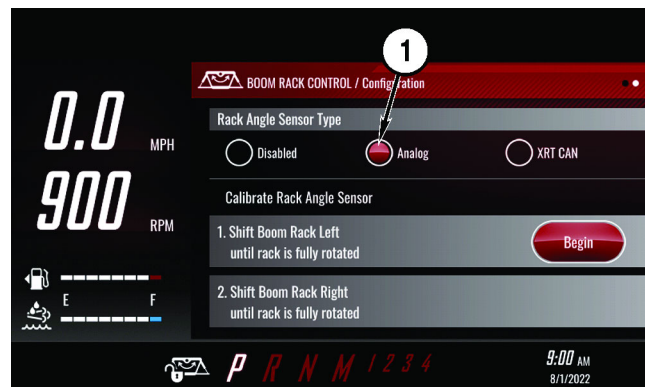 1
BOOM RACK CONTROL / Configuration
Rack Angle Sensor Type
0.0 MPH
Disabled Analog XRT CAN
900 RPM
Calibrate Rack Angle Sensor
1. Shift Boom Rack Left
until rack is fully rotated
Begin
2. Shift Boom Rack Right
until rack is fully rotated
E F
P R N M 1 2 3 4
9:00 AM
8/1/2022